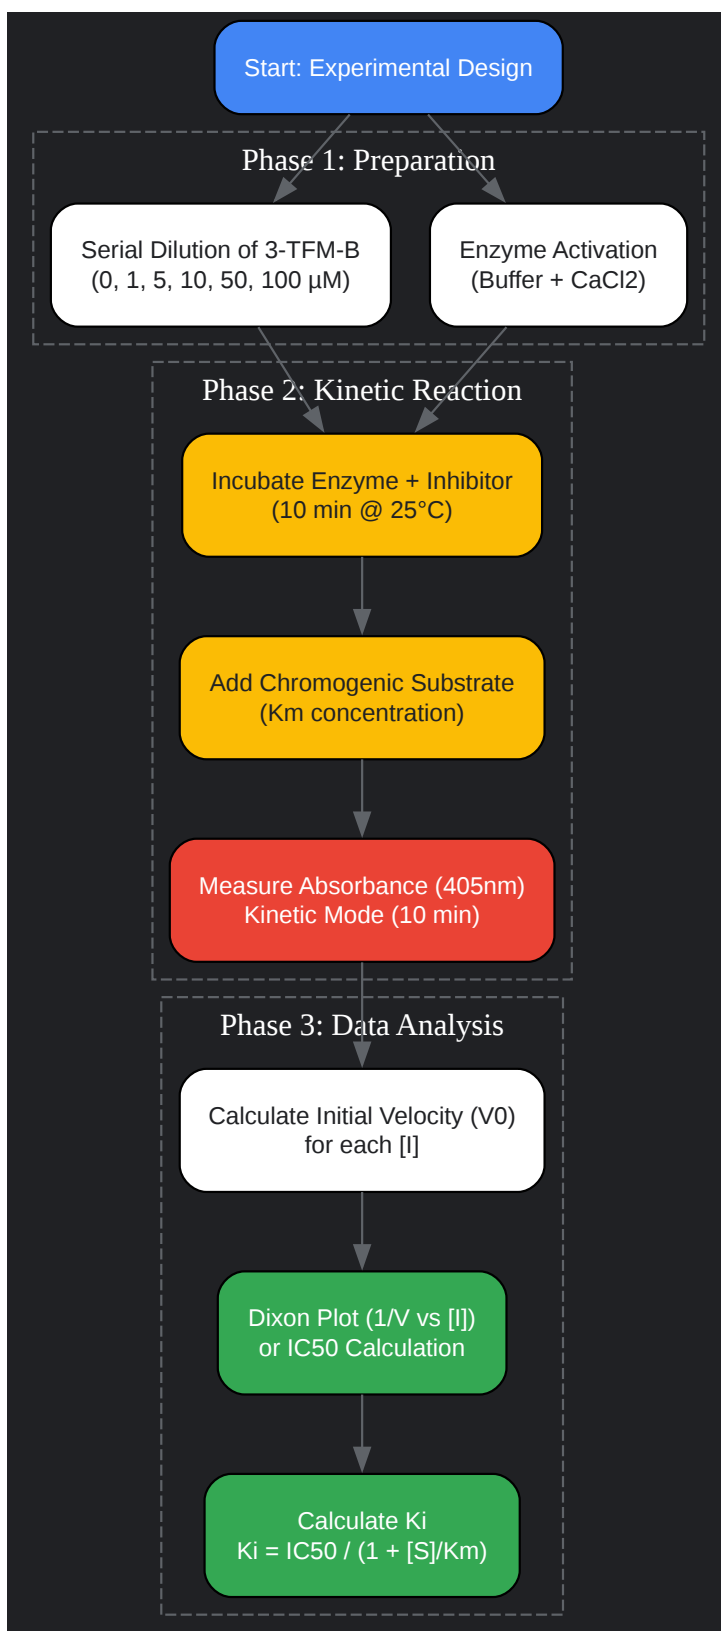 Start: Experimental Design
Phase 1: Preparation
Serial Dilution of 3-TFM-B
(0, 1, 5, 10, 50, 100 µM)
Enzyme Activation
(Buffer + CaCl2)
Phase 2: Kinetic Reaction
Incubate Enzyme + Inhibitor
(10 min @ 25°C)
Add Chromogenic Substrate
(Km concentration)
Measure Absorbance (405nm)
Kinetic Mode (10 min)
Phase 3: Data Analysis
Calculate Initial Velocity (V0)
for each [I]
Dixon Plot (1/V vs [I])
or IC50 Calculation
Calculate Ki
Ki = IC50 / (1 + [S]/Km)